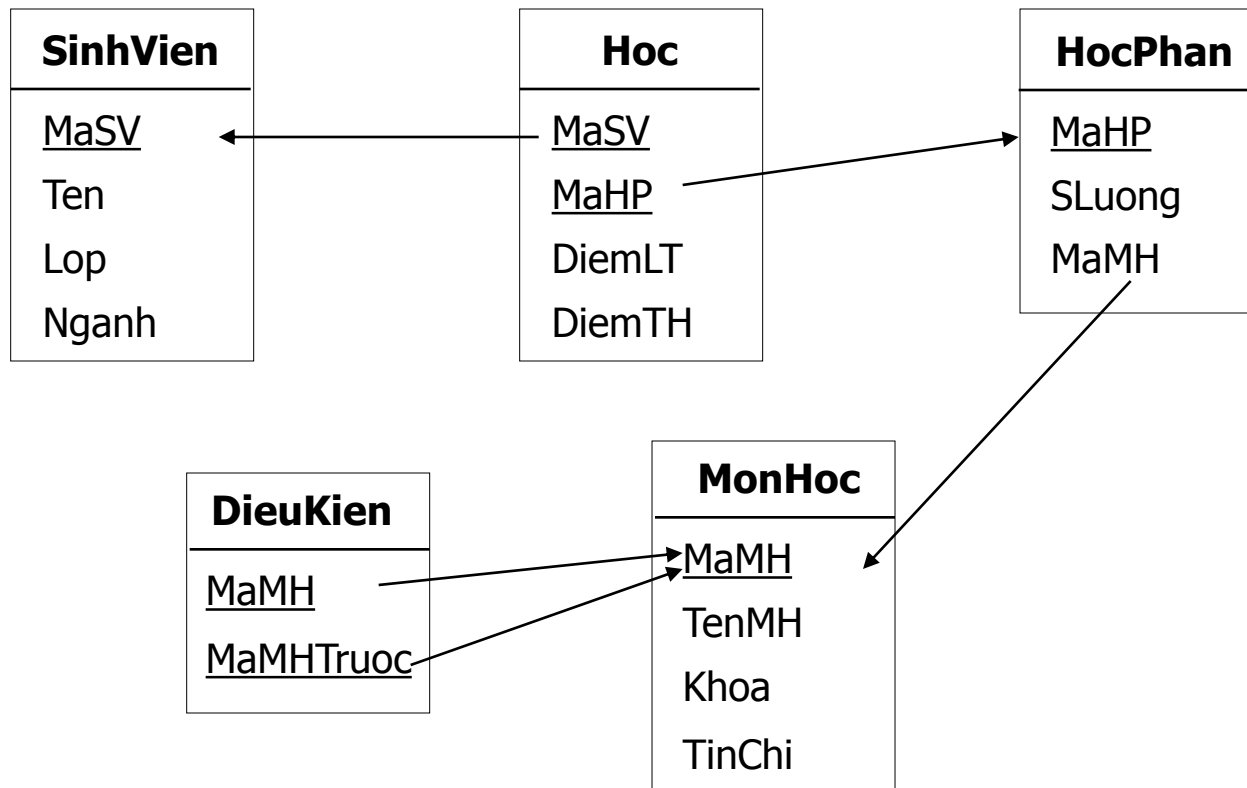 SinhVien
MaSV
Ten
Lop
Nganh
Hoc
MaSV
MaHP
DiemLT
DiemTH
HocPhan
MaHP
SLuong
MaMH
DieuKien
MaMH
MaMHTruoc
MonHoc
MaMH
TenMH
Khoa
TinChi